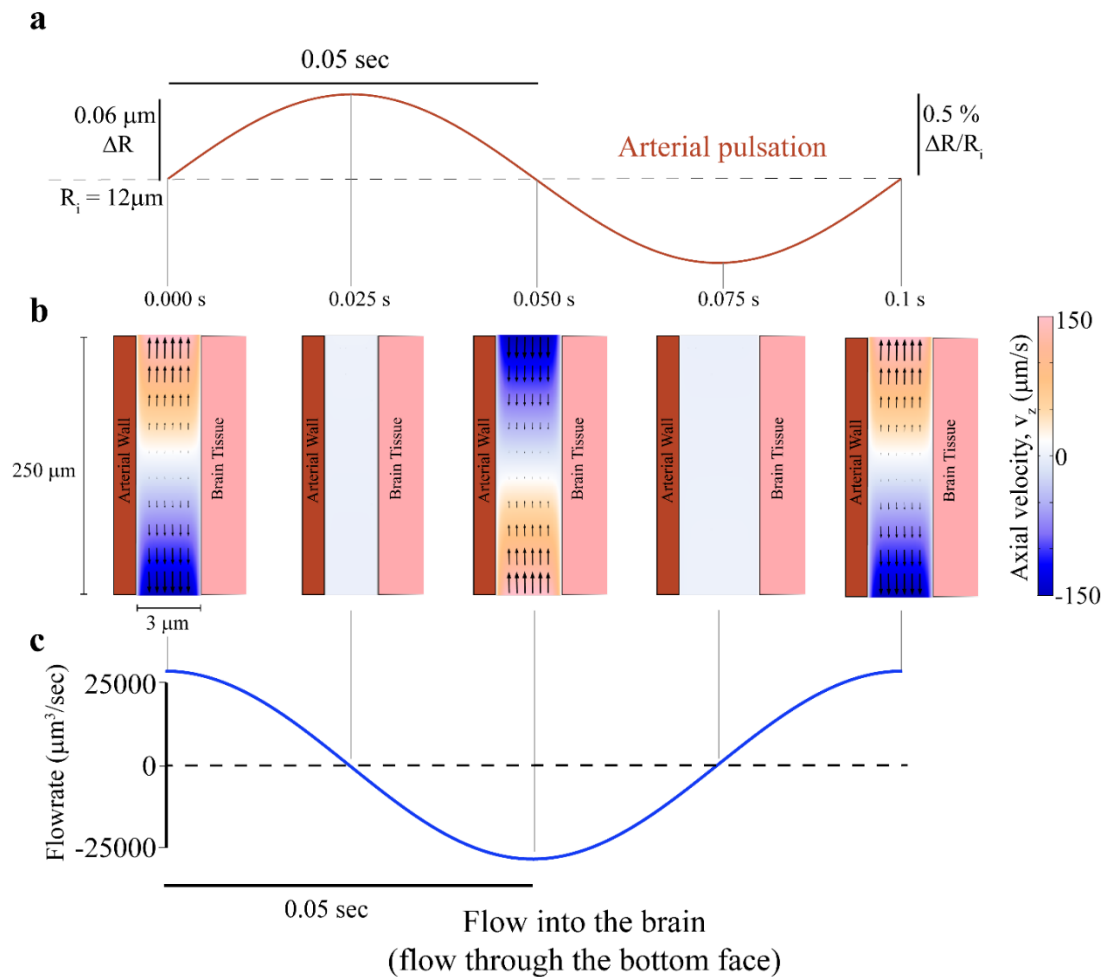 a
0.05 sec
0.06 μm
ΔR
0.5 %
ΔR/R_i
Arterial pulsation
R_i = 12μm
0.000 s
0.025 s
0.050 s
0.075 s
0.1 s
b
250 μm
Arterial Wall
Brain Tissue
Arterial Wall
Brain Tissue
Arterial Wall
Brain Tissue
Arterial Wall
Brain Tissue
Arterial Wall
Brain Tissue
150
0
-150
Axial velocity, v_z (μm/s)
3 μm
c
Flowrate (μm³/sec)
25000
0
-25000
0.05 sec
Flow into the brain
(flow through the bottom face)